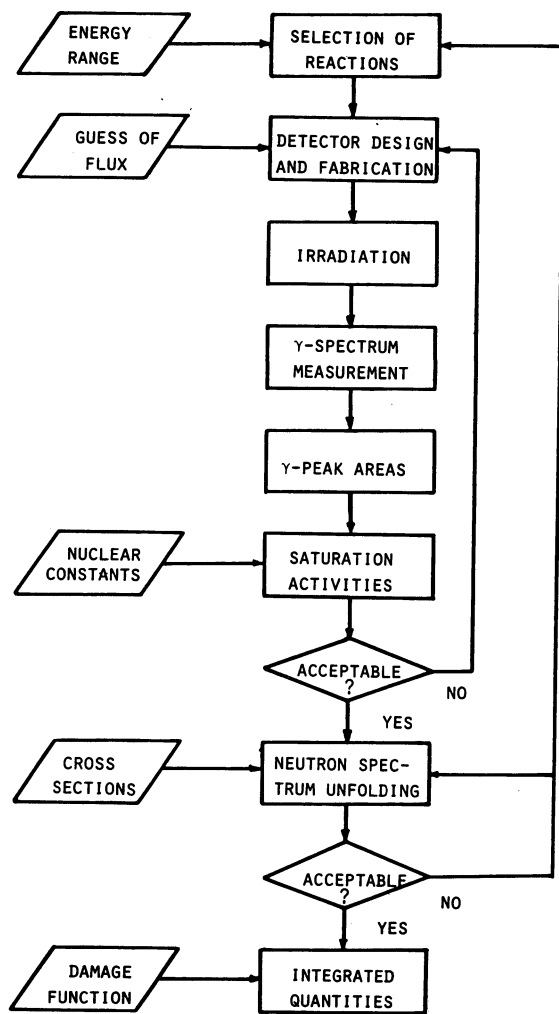 ENERGY
RANGE
SELECTION OF
REACTIONS
GUESS OF
FLUX
DETECTOR DESIGN
AND FABRICATION
IRRADIATION
γ-SPECTRUM
MEASUREMENT
γ-PEAK AREAS
NUCLEAR
CONSTANTS
SATURATION
ACTIVITIES
ACCEPTABLE
?
NO
YES
CROSS
SECTIONS
NEUTRON SPEC-
TRUM UNFOLDING
ACCEPTABLE
?
NO
YES
DAMAGE
FUNCTION
INTEGRATED
QUANTITIES